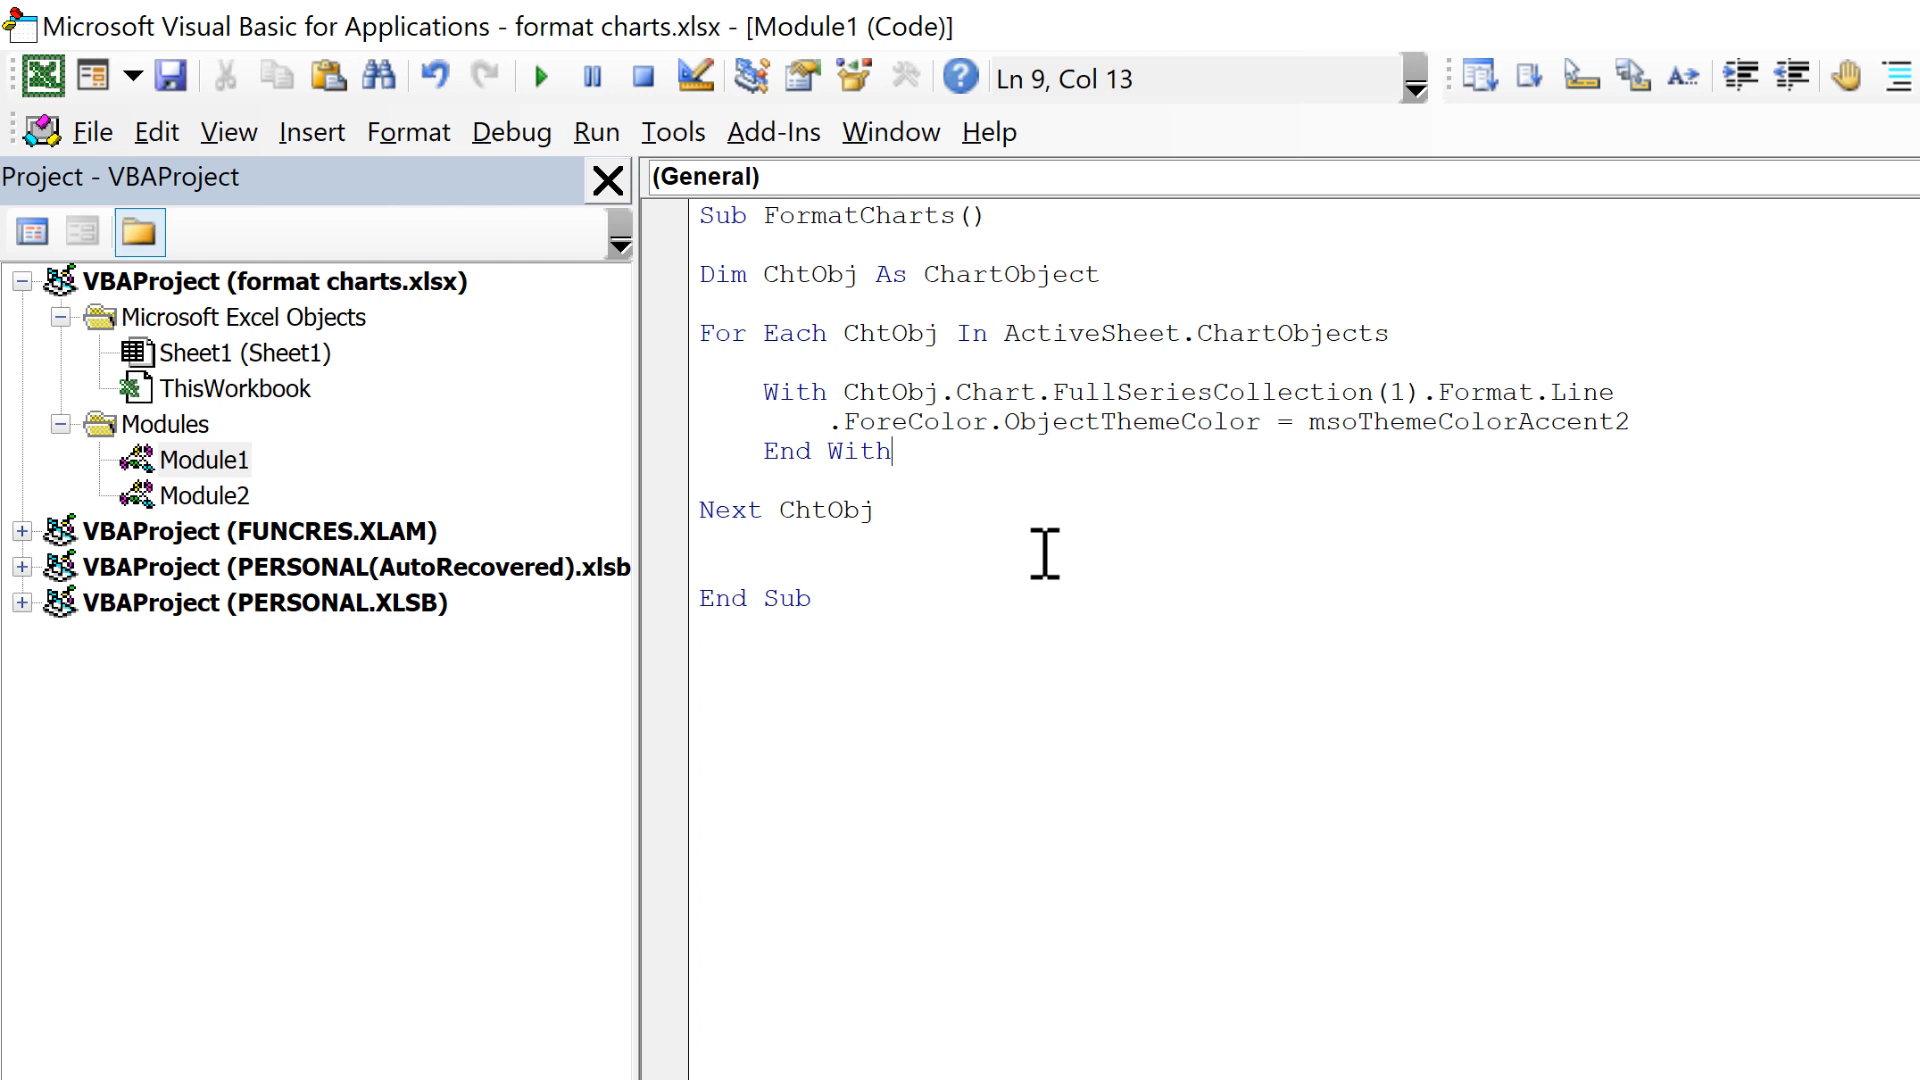 Microsoft Visual Basic for Applications - format charts.xlsx - [Module1 (Code)]
Ln 9, Col 13
File Edit View Insert Format Debug Run Tools Add-Ins Window Help
Project - VBAProject
(General)
VBAProject (format charts.xlsx)
Microsoft Excel Objects
Sheet1 (Sheet1)
ThisWorkbook
Modules
Module1
Module2
VBAProject (FUNCRES.XLAM)
VBAProject (PERSONAL(AutoRecovered).xlsb
VBAProject (PERSONAL.XLSB)
Sub FormatCharts()
Dim ChtObj As ChartObject
For Each ChtObj In ActiveSheet.ChartObjects
With ChtObj.Chart.FullSeriesCollection(1).Format.Line
.ForeColor.ObjectThemeColor = msoThemeColorAccent2
End With
Next ChtObj
End Sub